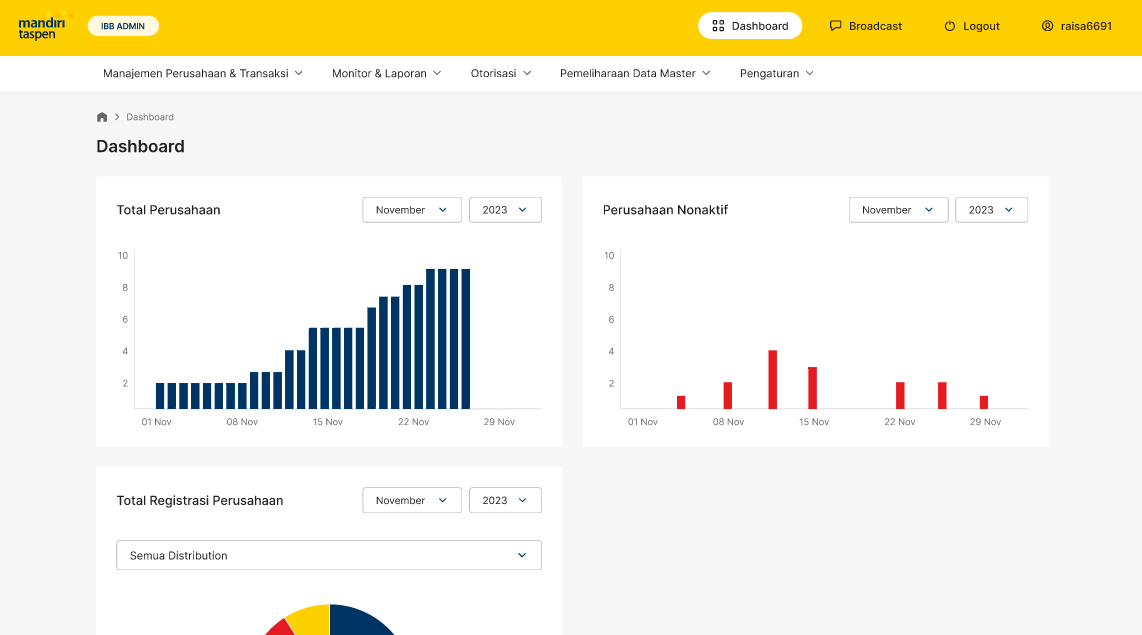 mandiri
taspen
IBB ADMIN
Dashboard
Broadcast
Logout
raisa6691
Manajemen Perusahaan & Transaksi
Monitor & Laporan
Otorisasi
Pemeliharaan Data Master
Pengaturan
Dashboard
Dashboard
Total Perusahaan
November
2023
10
8
6
4
2
01 Nov
08 Nov
15 Nov
22 Nov
29 Nov
Perusahaan Nonaktif
November
2023
10
8
6
4
2
01 Nov
08 Nov
15 Nov
22 Nov
29 Nov
Total Registrasi Perusahaan
November
2023
Semua Distribution